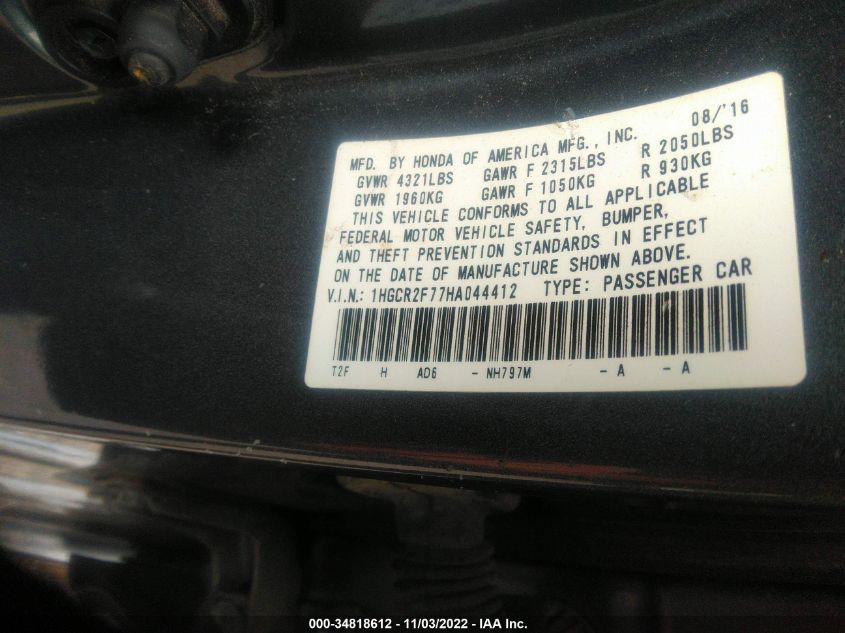 08/'16
MFD. BY HONDA OF AMERICA MFG., INC.
GVWR 4321LBS GAWR F 2315LBS R 2050LBS
GVWR 1960KG GAWR F 1050KG R 930KG
THIS VEHICLE CONFORMS TO ALL APPLICABLE
FEDERAL MOTOR VEHICLE SAFETY, BUMPER,
AND THEFT PREVENTION STANDARDS IN EFFECT
ON THE DATE OF MANUFACTURE SHOWN ABOVE.
V.I.N.: 1HGCR2F77HA044412 TYPE: PASSENGER CAR
T2F H AD6 - NH797M - A - A
000-34818612 - 11/03/2022 - IAA Inc.